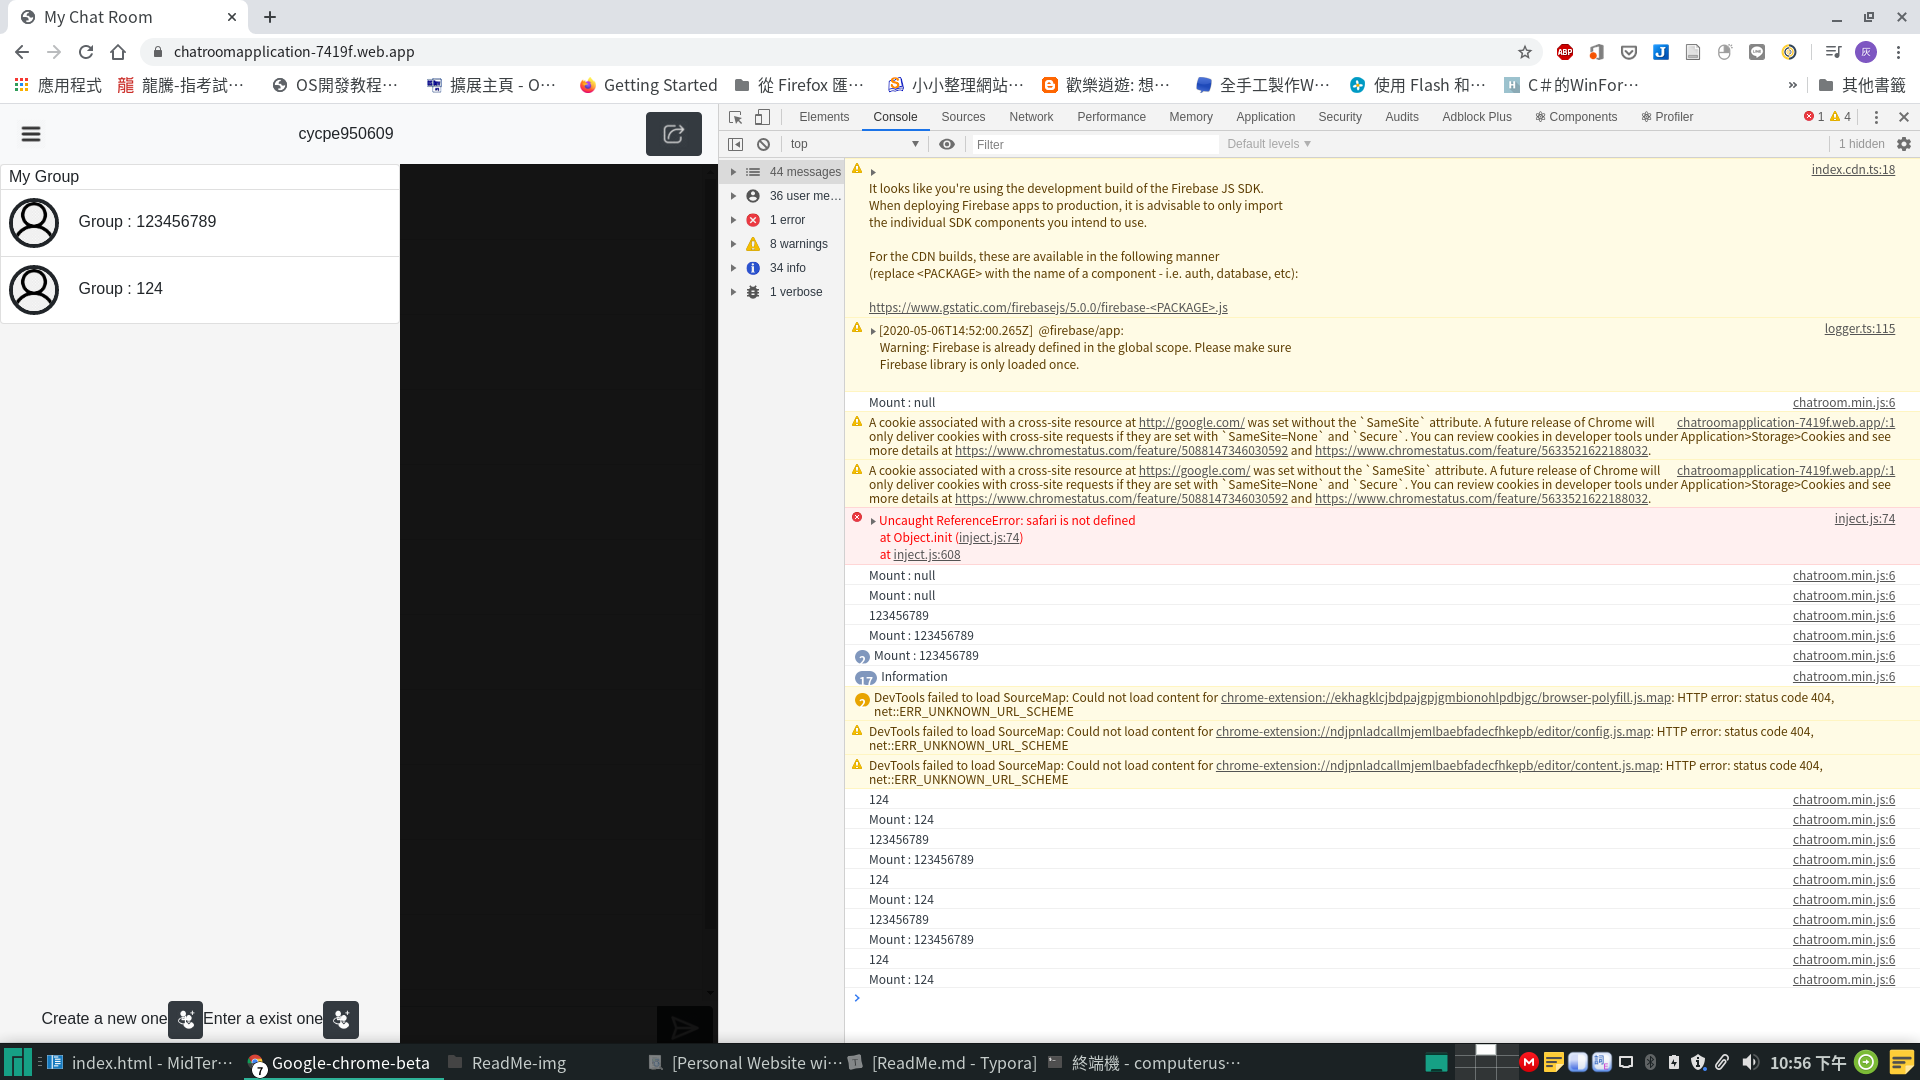 My Chat Room
chatroomapplication-7419f.web.app
ABP
J
灰
應用程式
龍 龍騰-指考試…
OS開發教程…
擴展主頁 - O…
Getting Started
從 Firefox 匯…
小小整理網站…
歡樂逍遊: 想…
全手工製作W…
使用 Flash 和…
H C＃的WinFor…
»
其他書籤
cycpe950609
My Group
Group : 123456789
Group : 124
Create a new one
Enter a exist one
Elements Console Sources Network Performance Memory Application Security Audits Adblock Plus Components Profiler 1 4
top Filter Default levels 1 hidden
44 messages
36 user me...
1 error
8 warnings
34 info
1 verbose
index.cdn.ts:18
It looks like you're using the development build of the Firebase JS SDK.
When deploying Firebase apps to production, it is advisable to only import
the individual SDK components you intend to use.
For the CDN builds, these are available in the following manner
(replace <PACKAGE> with the name of a component - i.e. auth, database, etc):
https://www.gstatic.com/firebasejs/5.0.0/firebase-<PACKAGE>.js
[2020-05-06T14:52:00.265Z]  @firebase/app: logger.ts:115
Warning: Firebase is already defined in the global scope. Please make sure
Firebase library is only loaded once.
Mount : null chatroom.min.js:6
A cookie associated with a cross-site resource at http://google.com/ was set without the `SameSite` attribute. A future release of Chrome will chatroomapplication-7419f.web.app/:1
only deliver cookies with cross-site requests if they are set with `SameSite=None` and `Secure`. You can review cookies in developer tools under Application>Storage>Cookies and see
more details at https://www.chromestatus.com/feature/5088147346030592 and https://www.chromestatus.com/feature/5633521622188032.
A cookie associated with a cross-site resource at https://google.com/ was set without the `SameSite` attribute. A future release of Chrome will chatroomapplication-7419f.web.app/:1
only deliver cookies with cross-site requests if they are set with `SameSite=None` and `Secure`. You can review cookies in developer tools under Application>Storage>Cookies and see
more details at https://www.chromestatus.com/feature/5088147346030592 and https://www.chromestatus.com/feature/5633521622188032.
Uncaught ReferenceError: safari is not defined inject.js:74
at Object.init (inject.js:74)
at inject.js:608
Mount : null chatroom.min.js:6
Mount : null chatroom.min.js:6
123456789 chatroom.min.js:6
Mount : 123456789 chatroom.min.js:6
2 Mount : 123456789 chatroom.min.js:6
17 Information chatroom.min.js:6
2 DevTools failed to load SourceMap: Could not load content for chrome-extension://ekhagklcjbdpajgpjgmbionohlpdbjgc/browser-polyfill.js.map: HTTP error: status code 404,
net::ERR_UNKNOWN_URL_SCHEME
DevTools failed to load SourceMap: Could not load content for chrome-extension://ndjpnladcallmjemlbaebfadecfhkepb/editor/config.js.map: HTTP error: status code 404,
net::ERR_UNKNOWN_URL_SCHEME
DevTools failed to load SourceMap: Could not load content for chrome-extension://ndjpnladcallmjemlbaebfadecfhkepb/editor/content.js.map: HTTP error: status code 404,
net::ERR_UNKNOWN_URL_SCHEME
124 chatroom.min.js:6
Mount : 124 chatroom.min.js:6
123456789 chatroom.min.js:6
Mount : 123456789 chatroom.min.js:6
124 chatroom.min.js:6
Mount : 124 chatroom.min.js:6
123456789 chatroom.min.js:6
Mount : 123456789 chatroom.min.js:6
124 chatroom.min.js:6
Mount : 124 chatroom.min.js:6
index.html - MidTer…
7 Google-chrome-beta
ReadMe-img
[Personal Website wi…
[ReadMe.md - Typora]
終端機 - computerus…
10:56 下午